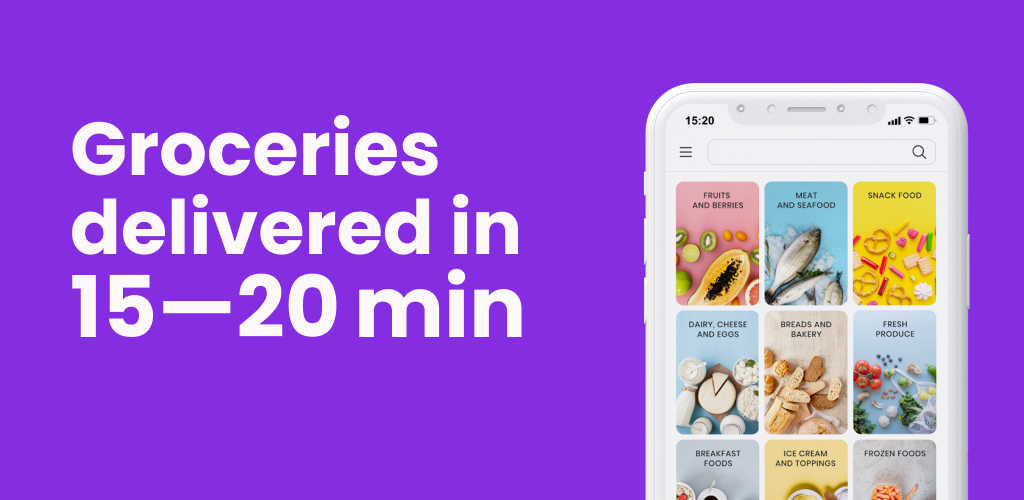 Groceries
delivered in
15—20 min
15:20
FRUITS
AND BERRIES
MEAT
AND SEAFOOD
SNACK FOOD
DAIRY, CHEESE
AND EGGS
BREADS AND
BAKERY
FRESH
PRODUCE
BREAKFAST
FOODS
ICE CREAM
AND TOPPINGS
FROZEN FOODS